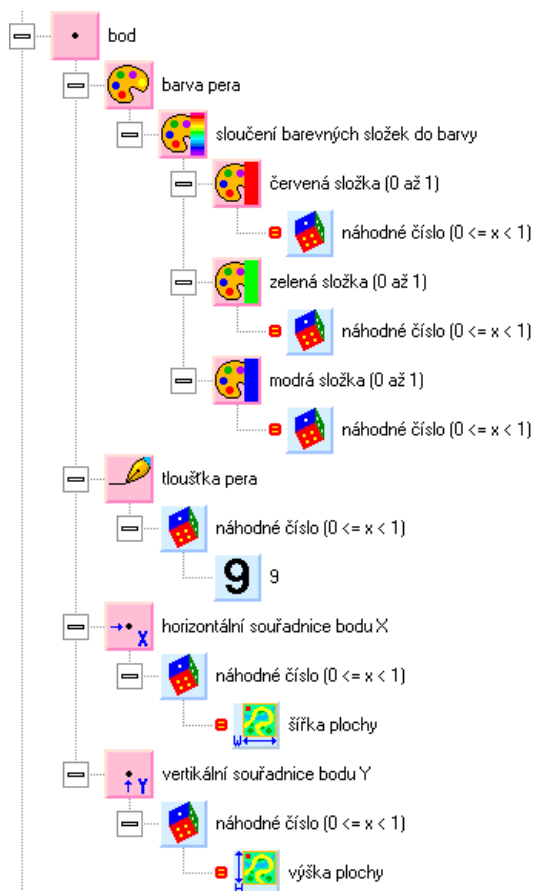 bod
barva pera
sloučení barevných složek do barvy
červená složka (0 až 1)
náhodné číslo (0 <= x < 1)
zelená složka (0 až 1)
náhodné číslo (0 <= x < 1)
modrá složka (0 až 1)
náhodné číslo (0 <= x < 1)
tloušťka pera
náhodné číslo (0 <= x < 1)
9 9
X horizontální souřadnice bodu X
náhodné číslo (0 <= x < 1)
W šířka plochy
Y vertikální souřadnice bodu Y
náhodné číslo (0 <= x < 1)
H výška plochy